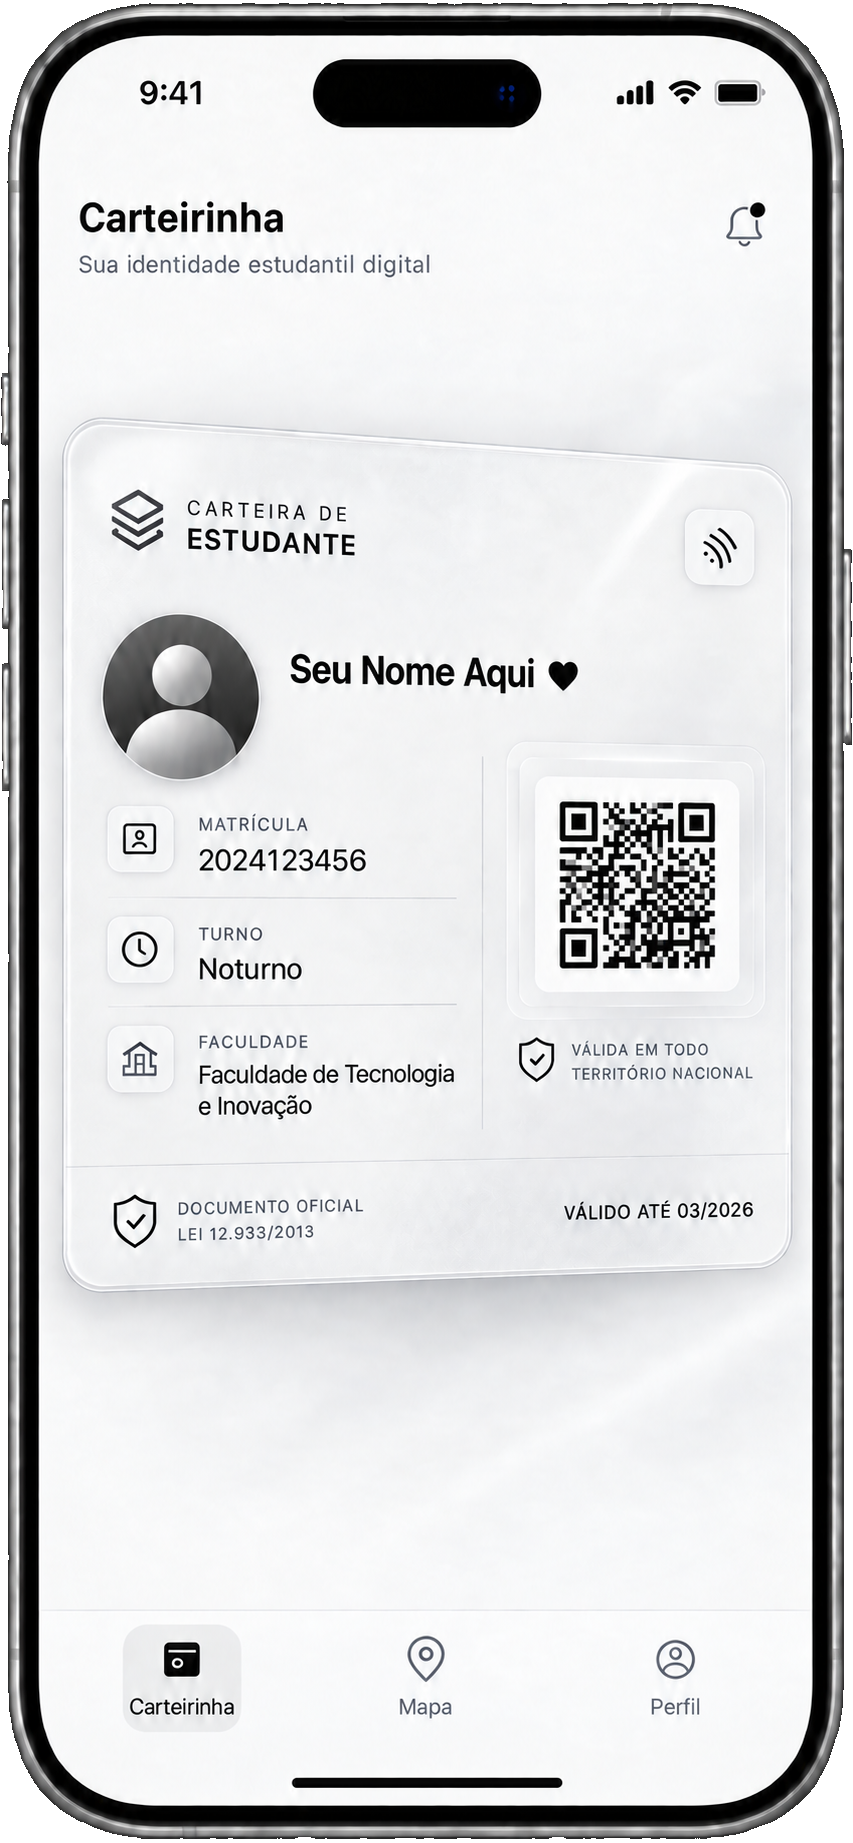 9:41
Carteirinha
Sua identidade estudantil digital
CARTEIRA DE
ESTUDANTE
Seu Nome Aqui ♥
MATRÍCULA
2024123456
TURNO
Noturno
FACULDADE
Faculdade de Tecnologia
e Inovação
VÁLIDA EM TODO
TERRITÓRIO NACIONAL
DOCUMENTO OFICIAL
LEI 12.933/2013
VÁLIDO ATÉ 03/2026
Carteirinha
Mapa
Perfil